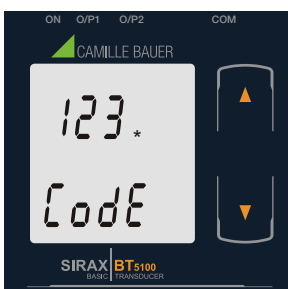 ON O/P1 O/P2 COM
CAMILLE BAUER
123.*
CodE
SIRAX BT5100
BASIC TRANSDUCER